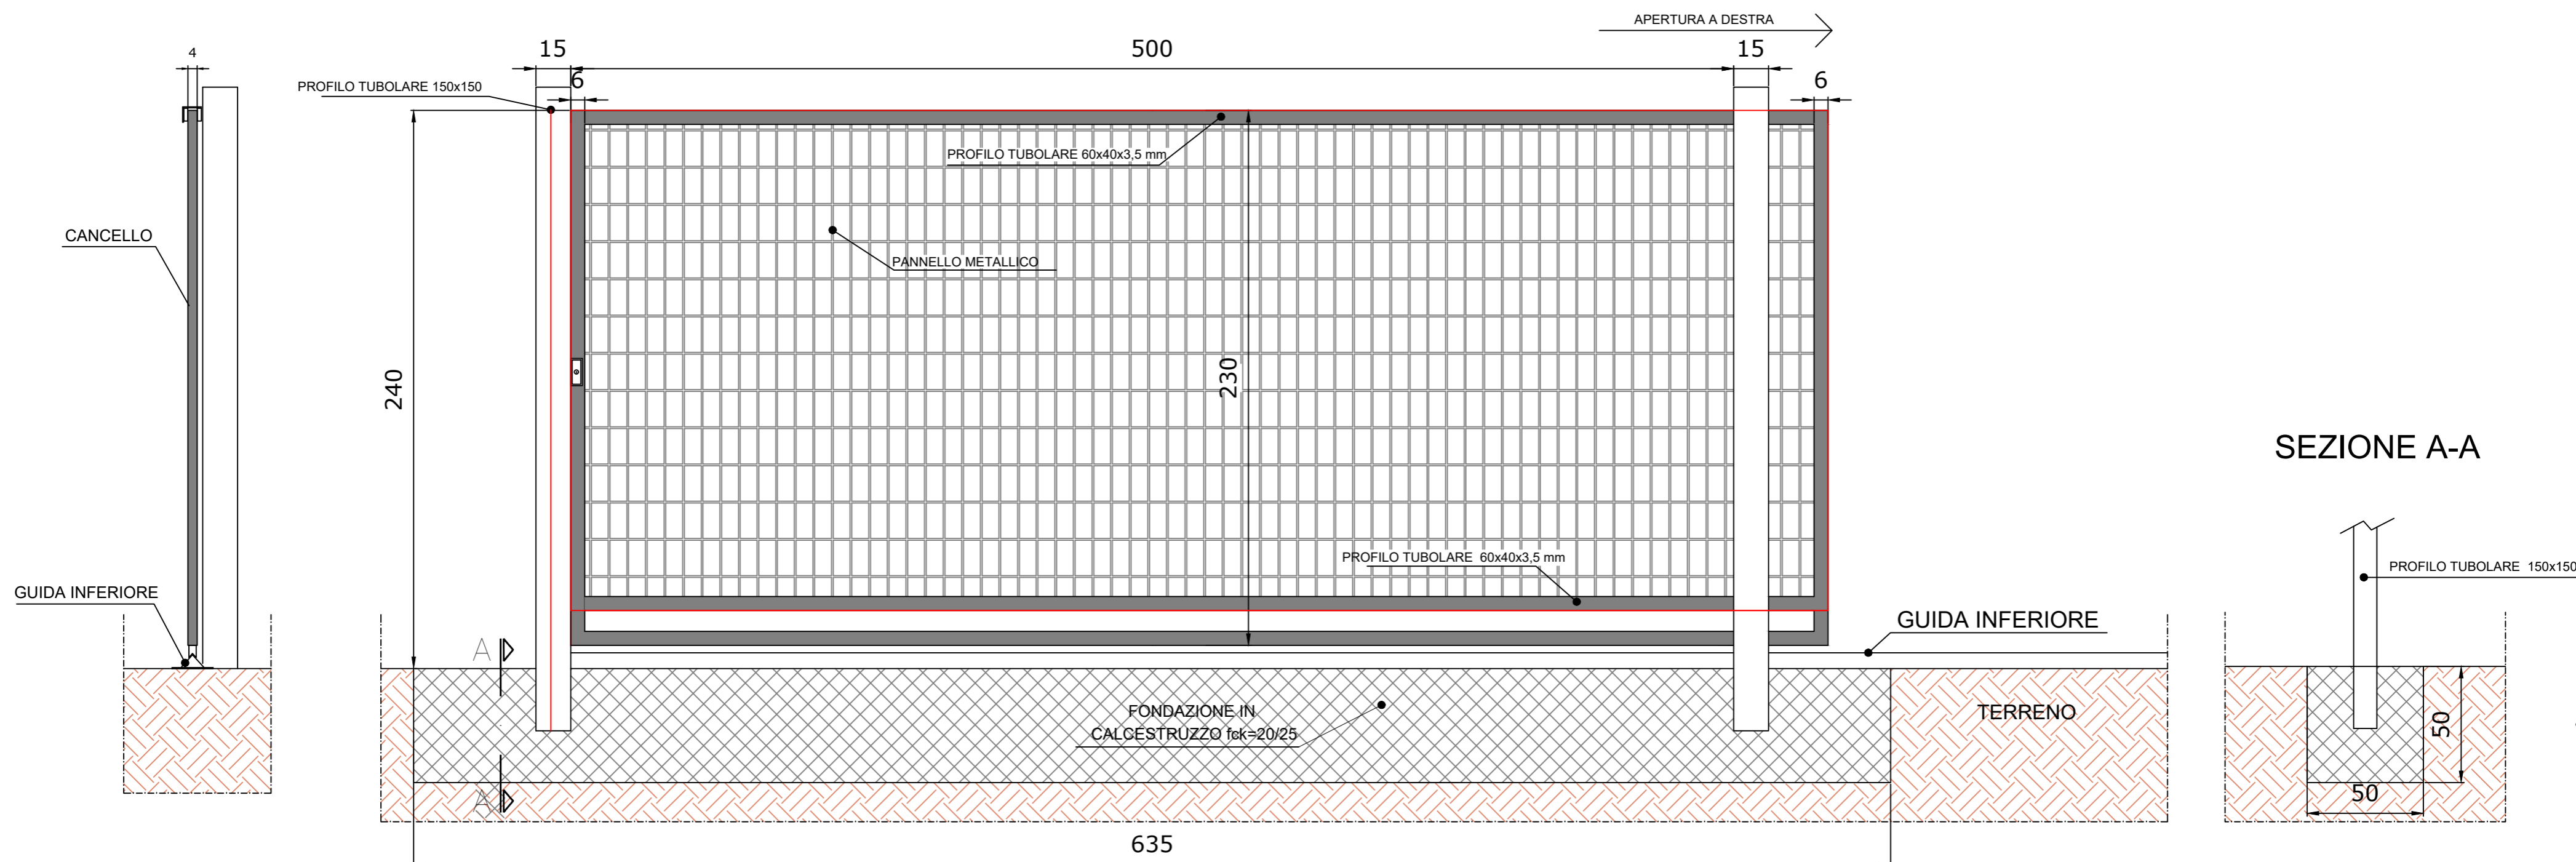 APERTURA A DESTRA
4
15
500
15
6
6
PROFILO TUBOLARE 150x150
PROFILO TUBOLARE 60x40x3,5 mm
CANCELLO
PANNELLO METALLICO
240
230
SEZIONE A-A
PROFILO TUBOLARE 60x40x3,5 mm
PROFILO TUBOLARE 150x150
GUIDA INFERIORE
GUIDA INFERIORE
A
FONDAZIONE IN
CALCESTRUZZO fck=20/25
TERRENO
50
50
A
635